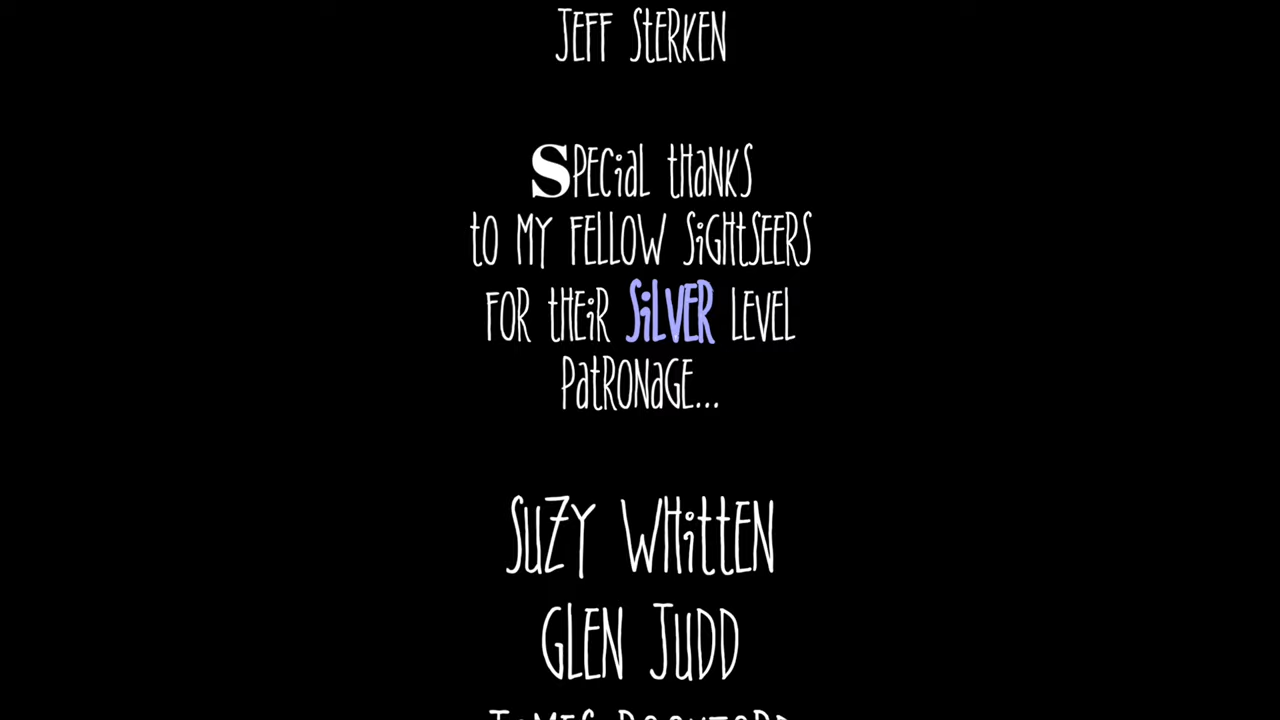 JEFF STERKEN
SPECiaL tHaNKS
tO MY FELLOW SiGHtSEERS
FOR tHEiR SiLVER LEVEL
PatRONaGE...
SuZY WHittEN
GLEN JuDD